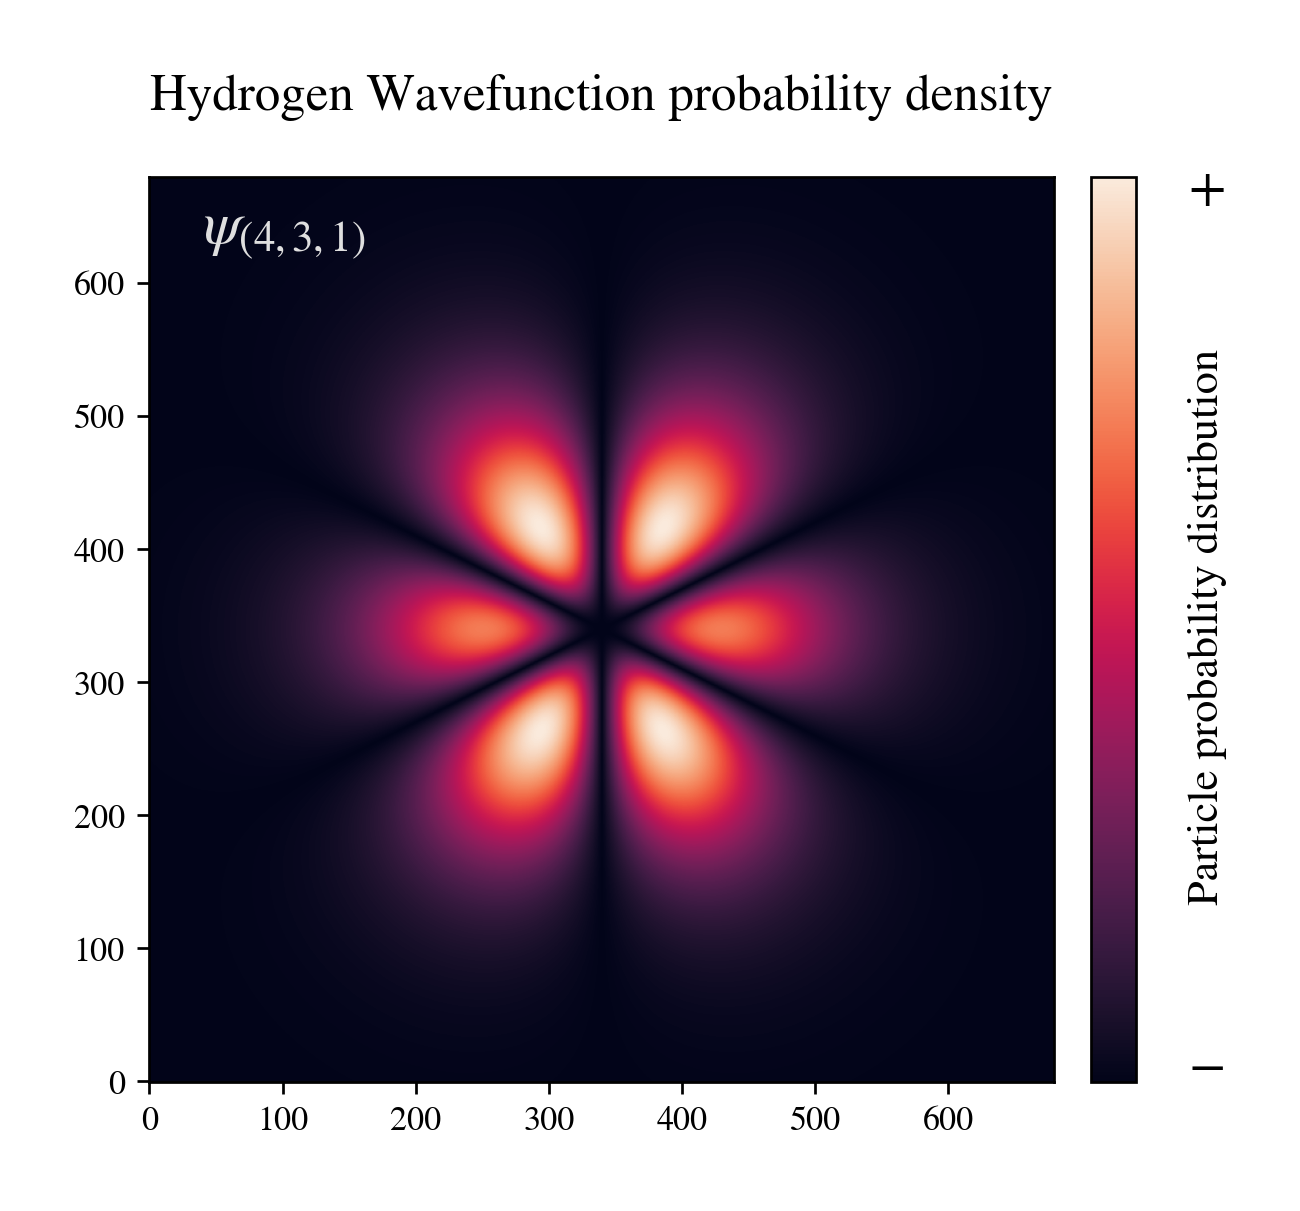 Hydrogen Wavefunction probability density
ψ(4, 3, 1)
600
500
400
300
200
100
0
0 100 200 300 400 500 600
+
Particle probability distribution
−